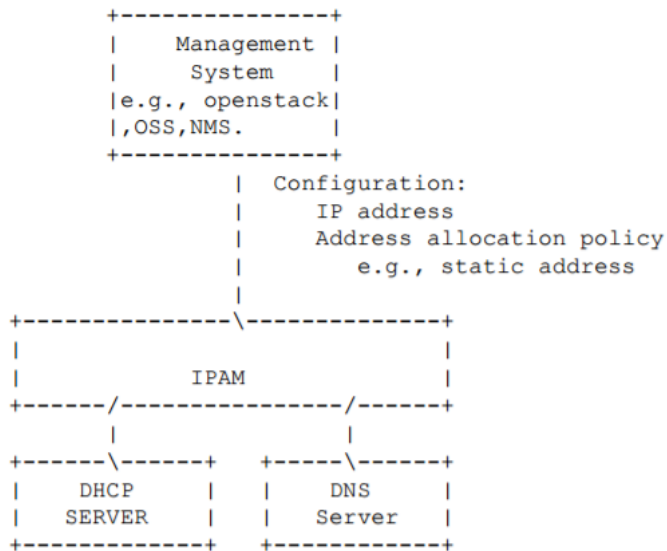 Management
System
e.g., openstack
,OSS,NMS.
Configuration:
IP address
Address allocation policy
e.g., static address
IPAM
DHCP DNS
SERVER Server